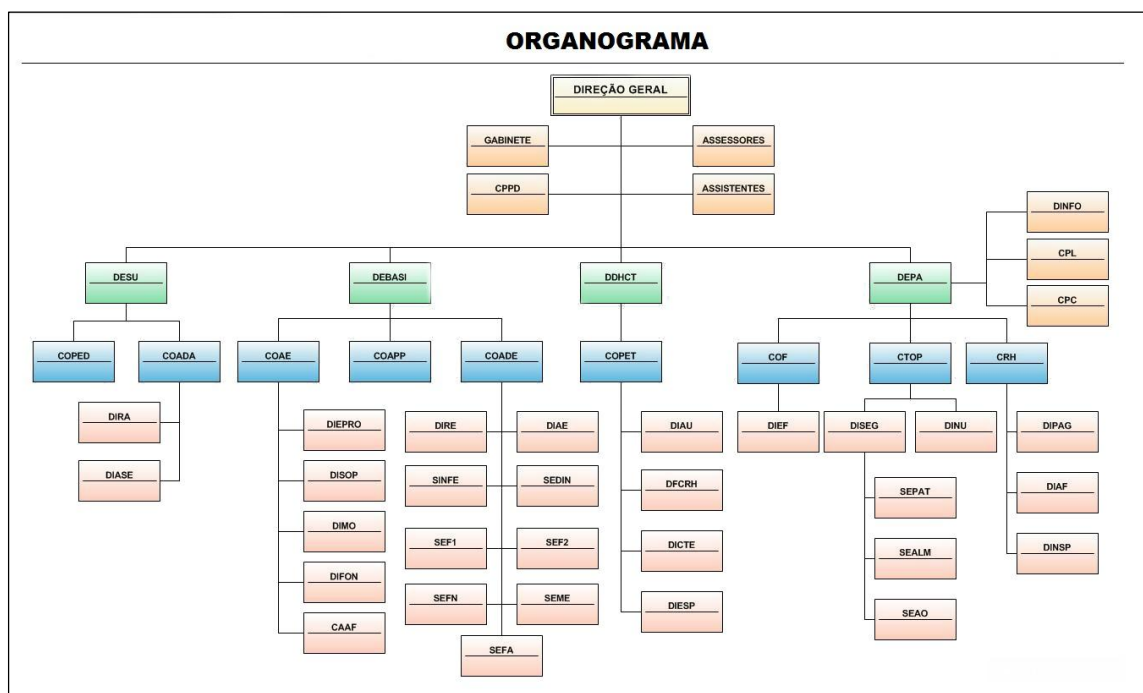 ORGANOGRAMA
DIREÇÃO GERAL
GABINETE
ASSESSORES
CPPD
ASSISTENTES
DINFO
CPL
CPC
DESU
DEBASI
DDHCT
DEPA
COPED
COADA
COAE
COAPP
COADE
COPET
COF
CTOP
CRH
DIRA
DIASE
DIEPRO
DISOP
DIMO
DIFON
CAAF
DIRE
DIAE
SINFE
SEDIN
SEF1
SEF2
SEFN
SEME
SEFA
DIAU
DFCRH
DICTE
DIESP
DIEF
DISEG
DINU
SEPAT
SEALM
SEAO
DIPAG
DIAF
DINSP